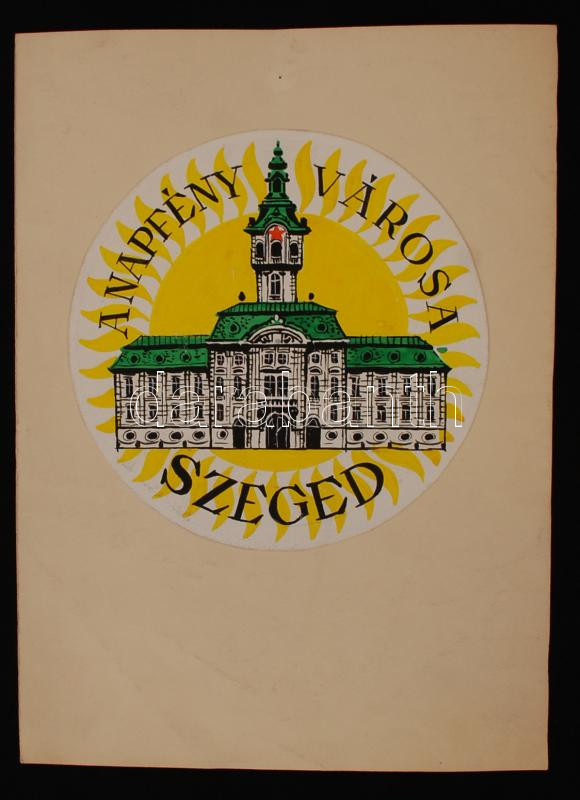 A NAPFÉNY VÁROSA
SZEGED
darabanth